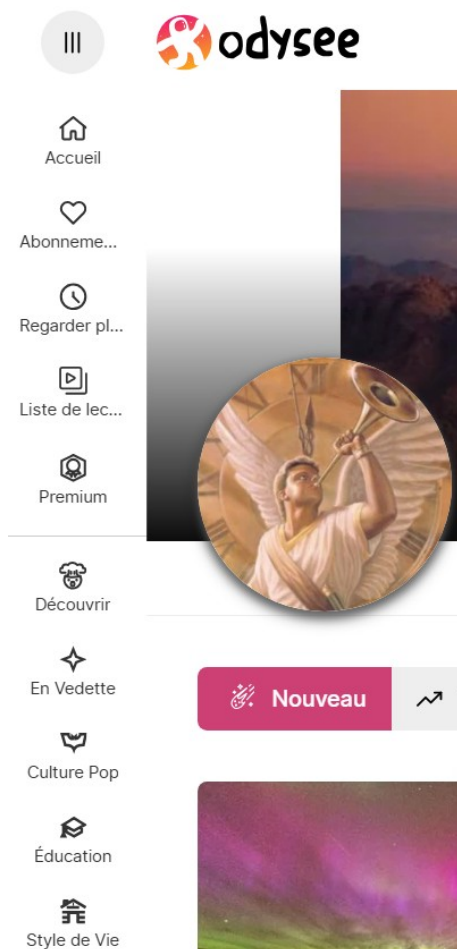 odysee
Accueil
Abonneme...
Regarder pl...
Liste de lec...
Premium
Découvrir
En Vedette
Culture Pop
Éducation
Style de Vie
Nouveau